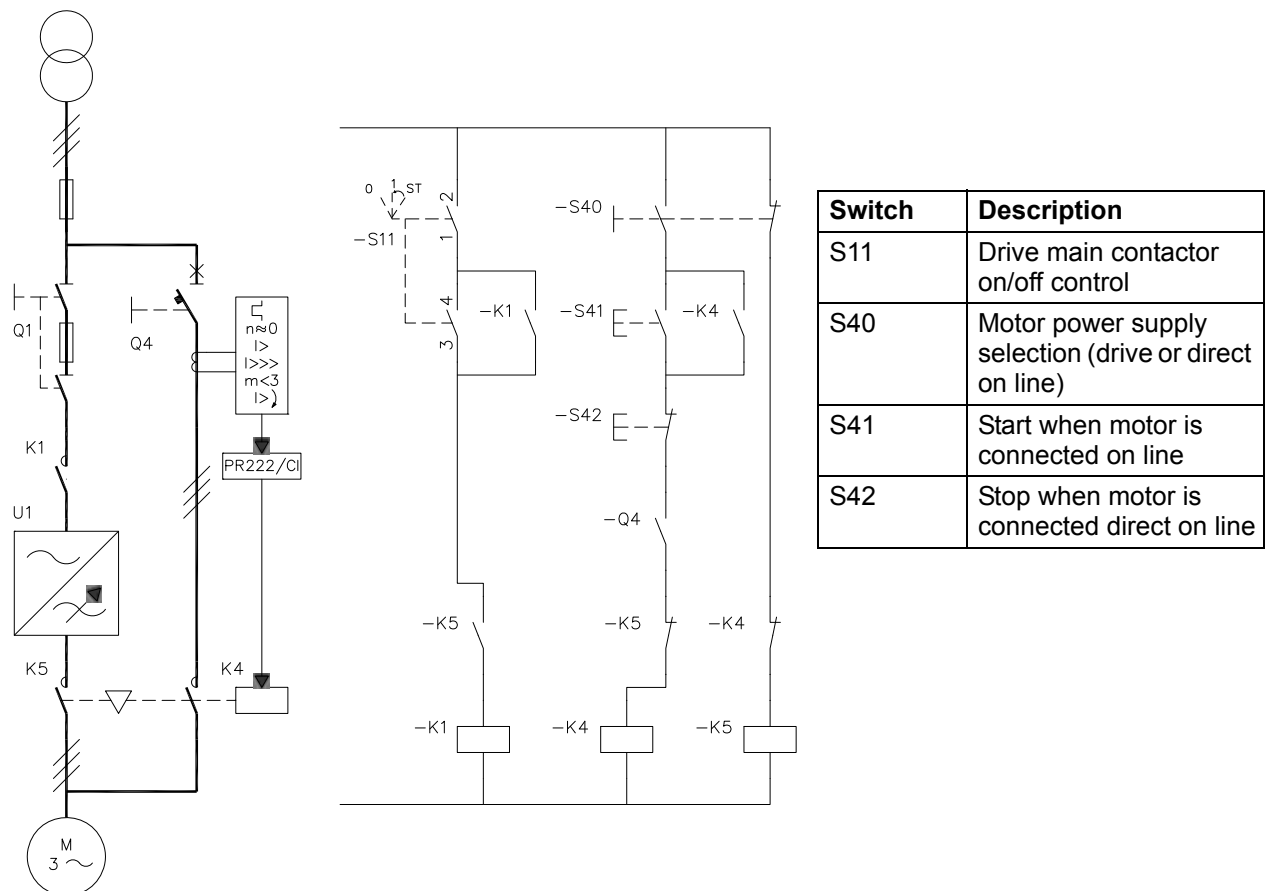 Q1
Q4
n≈0
I>
I>>>
m<3
I>
K1
PR222/CI
U1
K5
K4
M
3
0
1
ST
-S11
2
1
4
3
-K1
-K5
-K1
-S40
-S41
-K4
-S42
-Q4
-K5
-K4
-K4
-K5
Switch Description
S11 Drive main contactor
on/off control
S40 Motor power supply
selection (drive or direct
on line)
S41 Start when motor is
connected on line
S42 Stop when motor is
connected direct on line